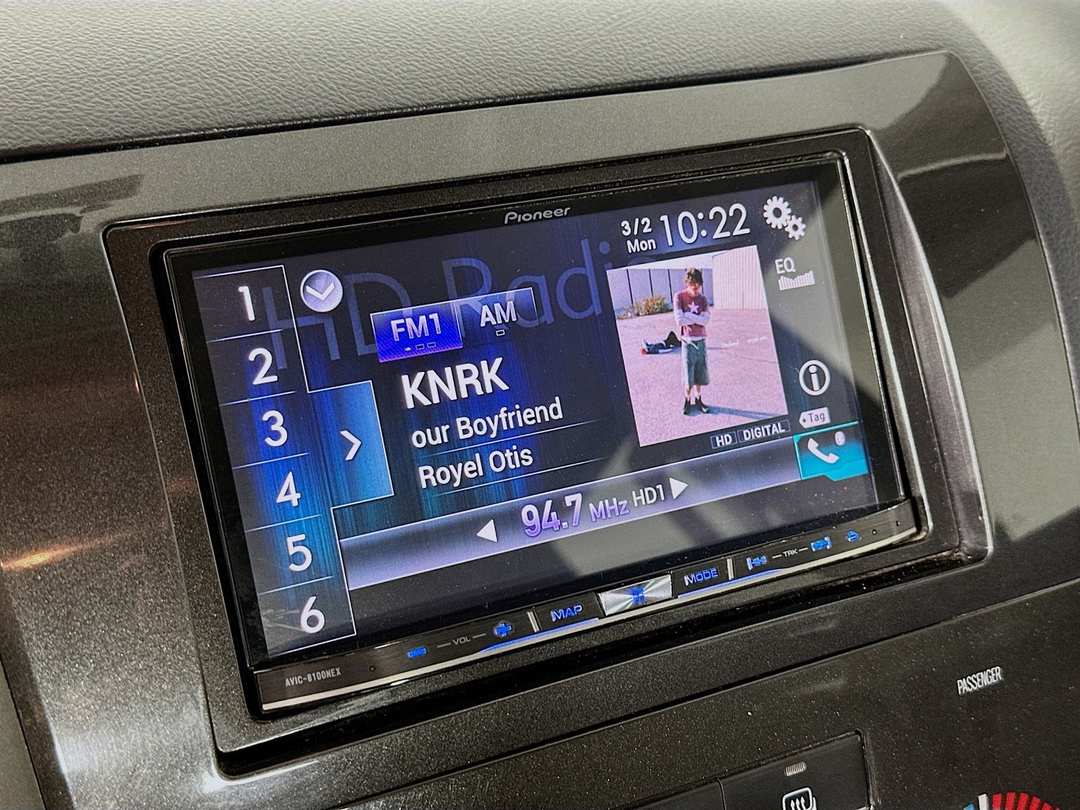 Pioneer
HD Radio
3/2
Mon
10:22
EQ
1
2
3
4
5
6
FM1
AM
KNRK
our Boyfriend
Royel Otis
HD DIGITAL
Tag
94.7 MHz HD1
VOL
MAP
MODE
TRK
AVIC-8100NEX
PASSENGER